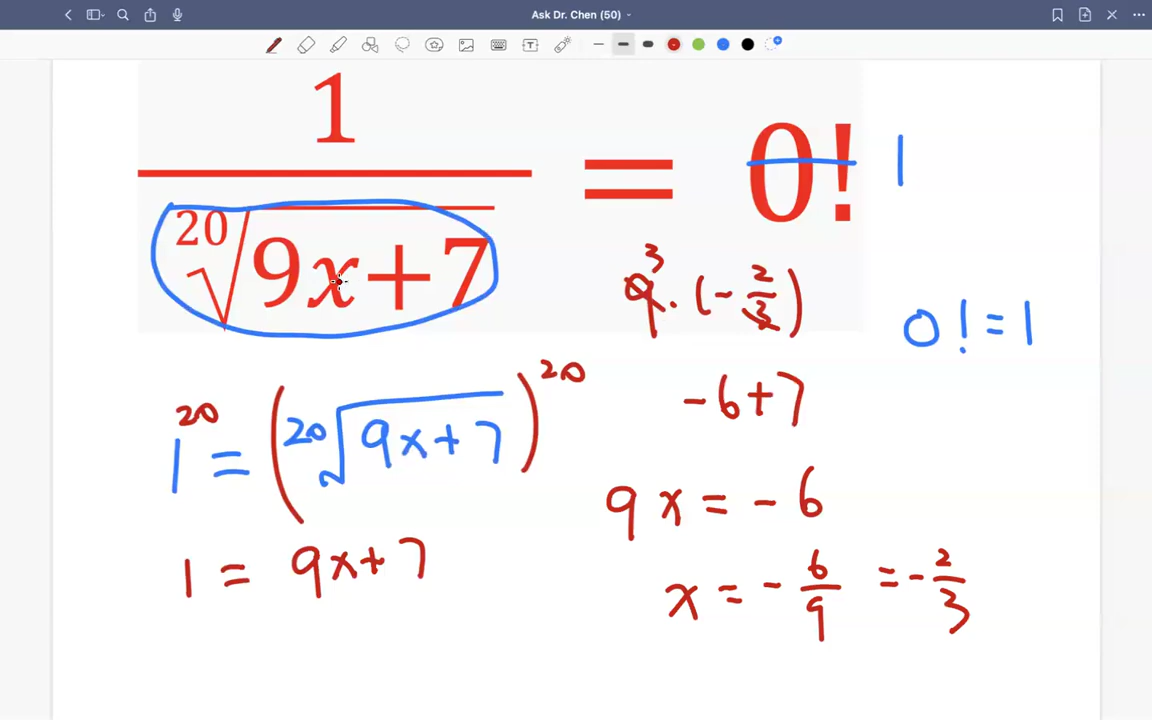 Ask Dr. Chen (50)
1
20√9x+7
= 0! 1
9 3 · (- 2/3)
0! = 1
-6+7
1^20 = (20√9x+7)^20
9x = -6
1 = 9x+7
x = - 6/9 = - 2/3